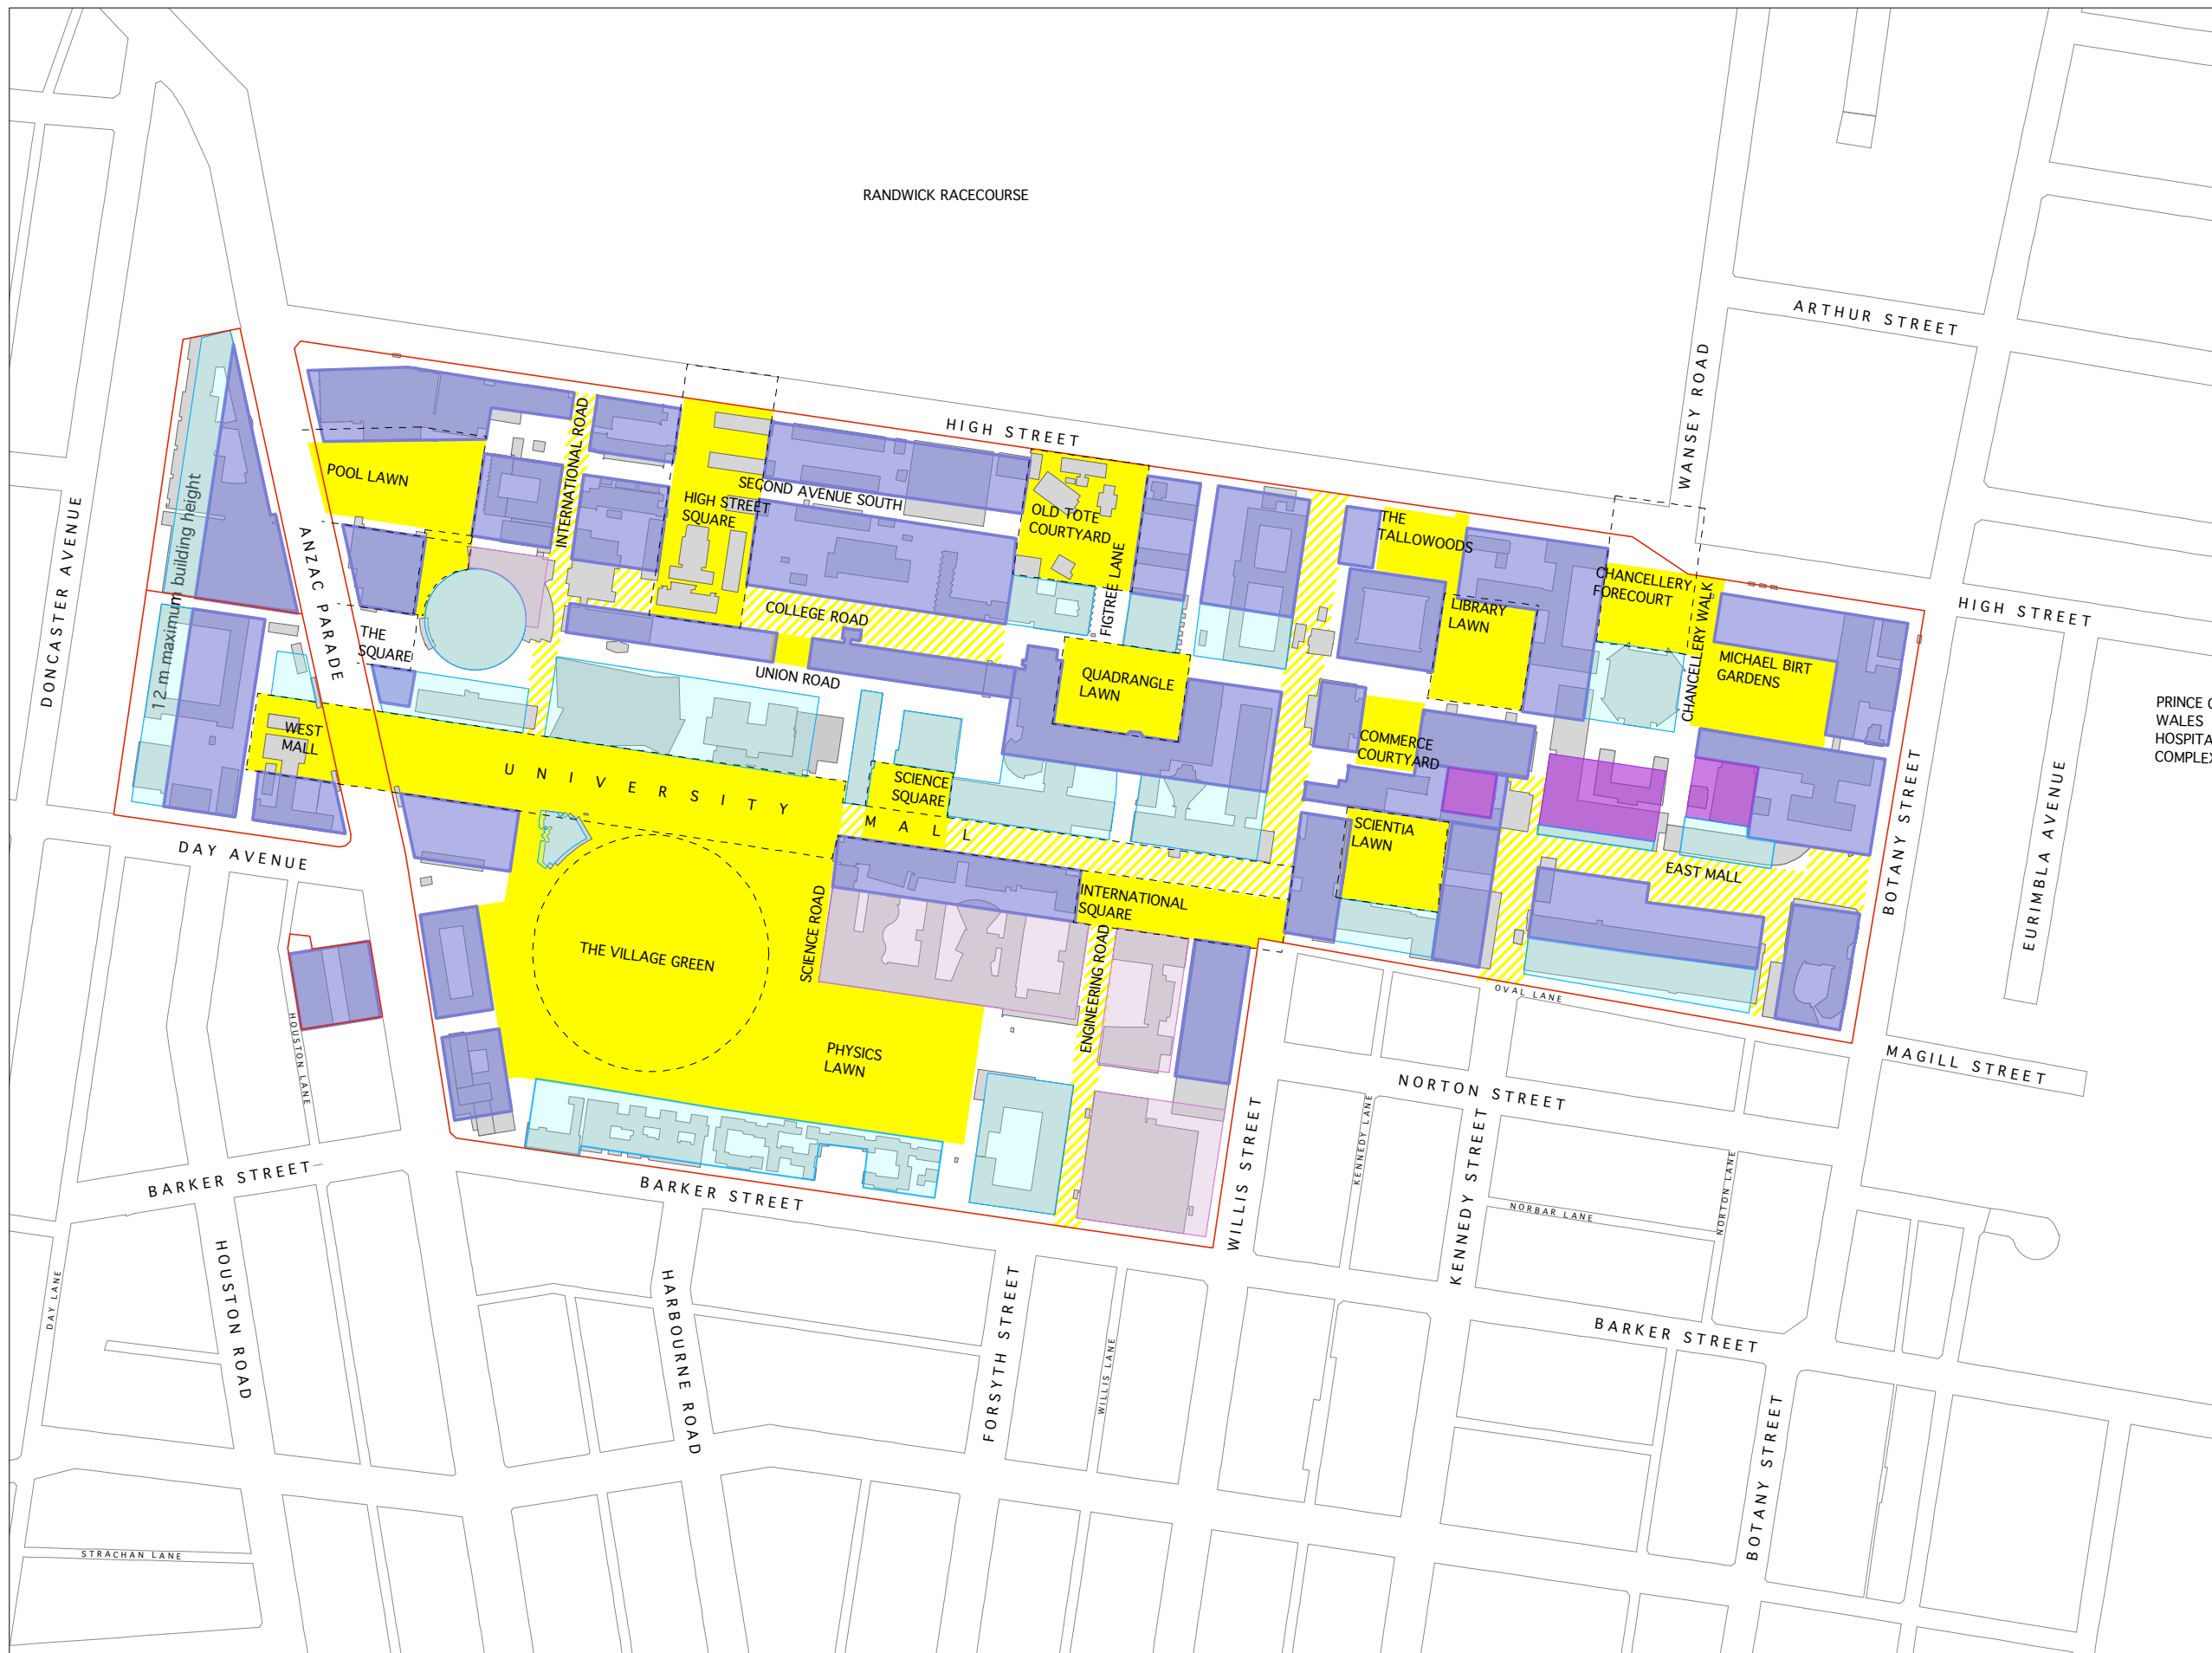 RANDWICK RACECOURSE
ARTHUR STREET
WANSEY ROAD
HIGH STREET
HIGH STREET
DONCASTER AVENUE
12 m maximum building height
ANZAC PARADE
POOL LAWN
INTERNATIONAL ROAD
HIGH STREET
SQUARE
SECOND AVENUE SOUTH
OLD TOTE
COURTYARD
FIGTREE LANE
THE
TALLOWOODS
LIBRARY
LAWN
CHANCELLERY
FORECOURT
CHANCELLERY WALK
MICHAEL BIRT
GARDENS
THE
SQUARE
COLLEGE ROAD
UNION ROAD
QUADRANGLE
LAWN
COMMERCE
COURTYARD
WEST
MALL
UNIVERSITY
MALL
SCIENCE
SQUARE
SCIENTIA
LAWN
EAST MALL
BOTANY STREET
EURIMBLA AVENUE
WALES
DAY AVENUE
THE VILLAGE GREEN
SCIENCE ROAD
INTERNATIONAL
SQUARE
ENGINEERING ROAD
OVAL LANE
PHYSICS
LAWN
HOUSTON LANE
MAGILL STREET
NORTON STREET
KENNEDY LANE
KENNEDY STREET
NORTON LANE
NORBAR LANE
WILLIS STREET
BARKER STREET
BARKER STREET
BARKER STREET
DAY LANE
HOUSTON ROAD
HARBOURNE ROAD
FORSYTH STREET
WILLIS LANE
BOTANY STREET
STRACHAN LANE